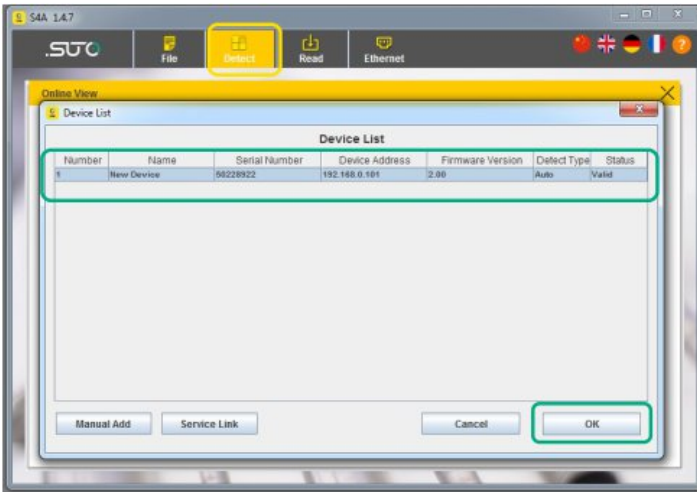 S4A 1.4.7
.SUTO
File
Detect
Read
Ethernet
?
Online View
Device List
Device List
Number Name Serial Number Device Address Firmware Version Detect Type Status
1 New Device 50228922 192.168.0.101 2.00 Auto Valid
Manual Add Service Link Cancel OK